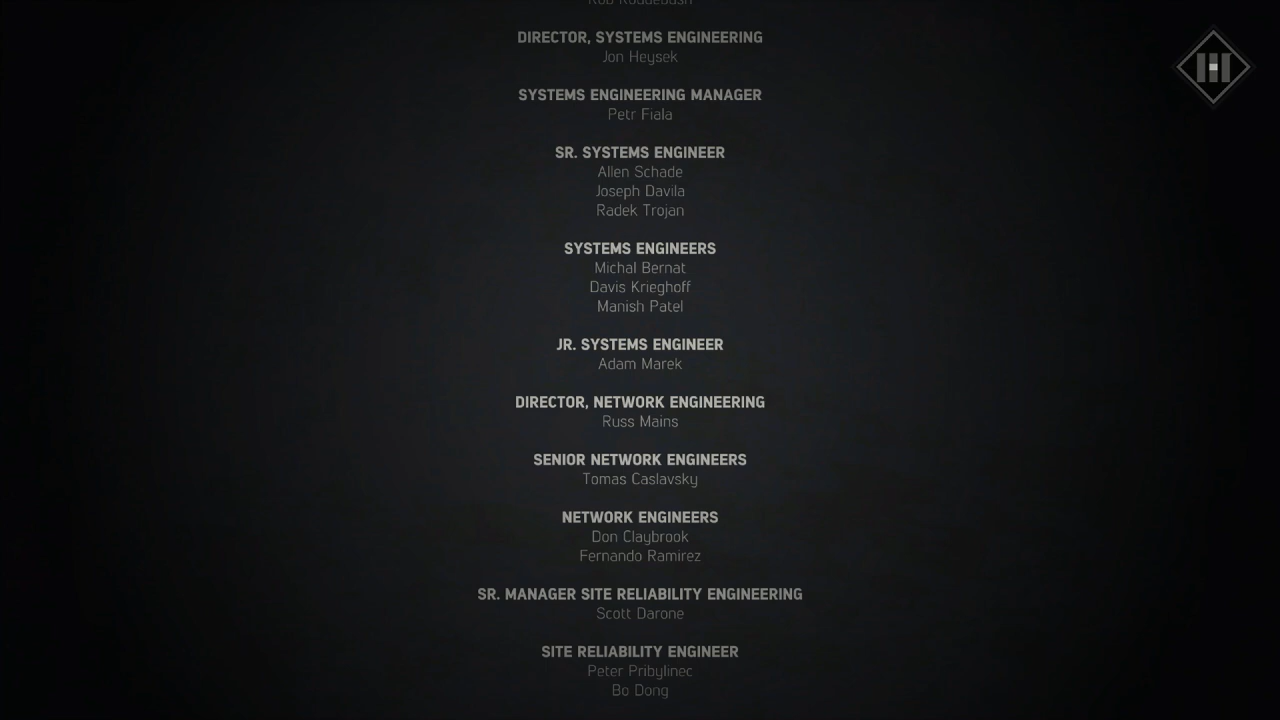 DIRECTOR, SYSTEMS ENGINEERING
Jon Heysek
SYSTEMS ENGINEERING MANAGER
Petr Fiala
SR. SYSTEMS ENGINEER
Allen Schade
Joseph Davila
Radek Trojan
SYSTEMS ENGINEERS
Michal Bernat
Davis Krieghoff
Manish Patel
JR. SYSTEMS ENGINEER
Adam Marek
DIRECTOR, NETWORK ENGINEERING
Russ Mains
SENIOR NETWORK ENGINEERS
Tomas Caslavsky
NETWORK ENGINEERS
Don Claybrook
Fernando Ramirez
SR. MANAGER SITE RELIABILITY ENGINEERING
Scott Darone
SITE RELIABILITY ENGINEER
Peter Pribylinec
Bo Dong